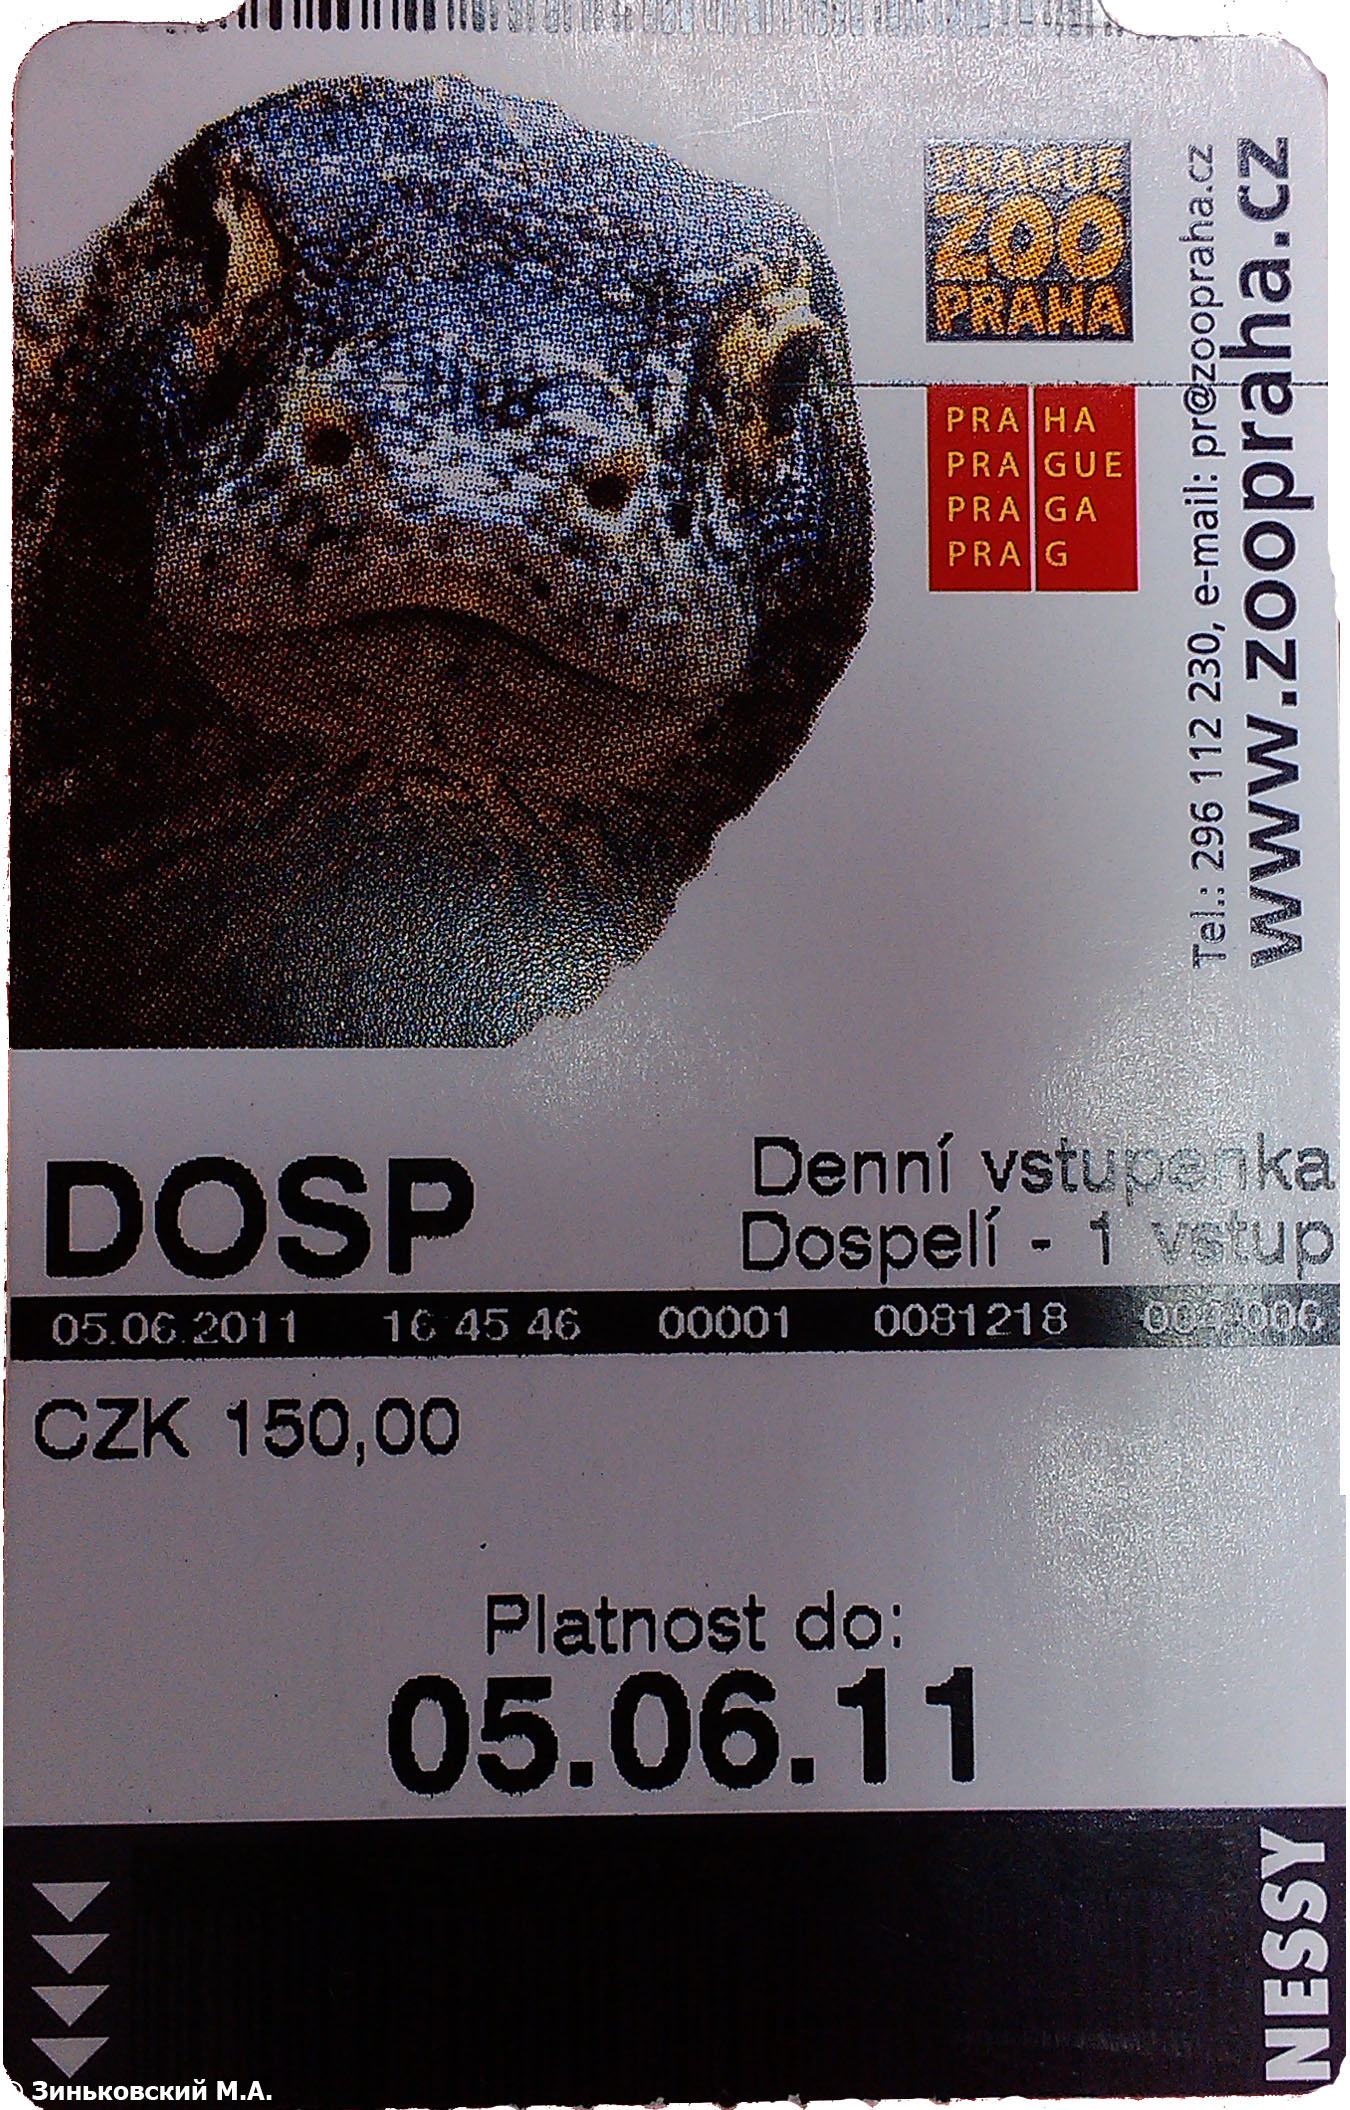 PRAGUE
ZOO
PRAHA
PRA HA
PRA GUE
PRA GA
PRA G
Tel.: 296 112 230, e-mail: pr@zoopraha.cz
www.zoopraha.cz
DOSP
Denní vstupenka
Dospelí - 1 vstup
05.06.2011 16 45 46 00001 0081218
CZK 150,00
Platnost do:
05.06.11
NESSY
© Зиньковский М.А.